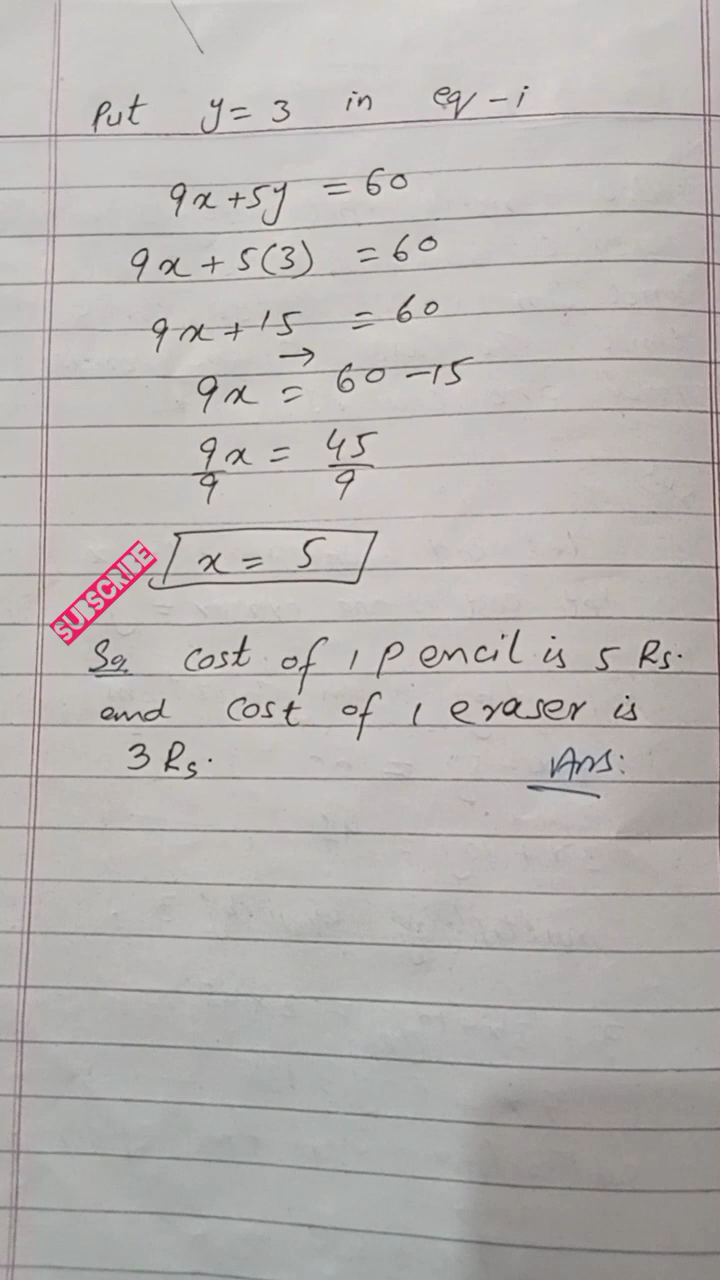 Put y = 3 in eq - i
9x + 5y = 60
9x + 5(3) = 60
9x + 15 = 60
→
9x = 60 - 15
9x/9 = 45/9
x = 5
SUBSCRIBE
So, cost of 1 pencil is 5 Rs.
and cost of 1 eraser is
3 Rs.
Ans: